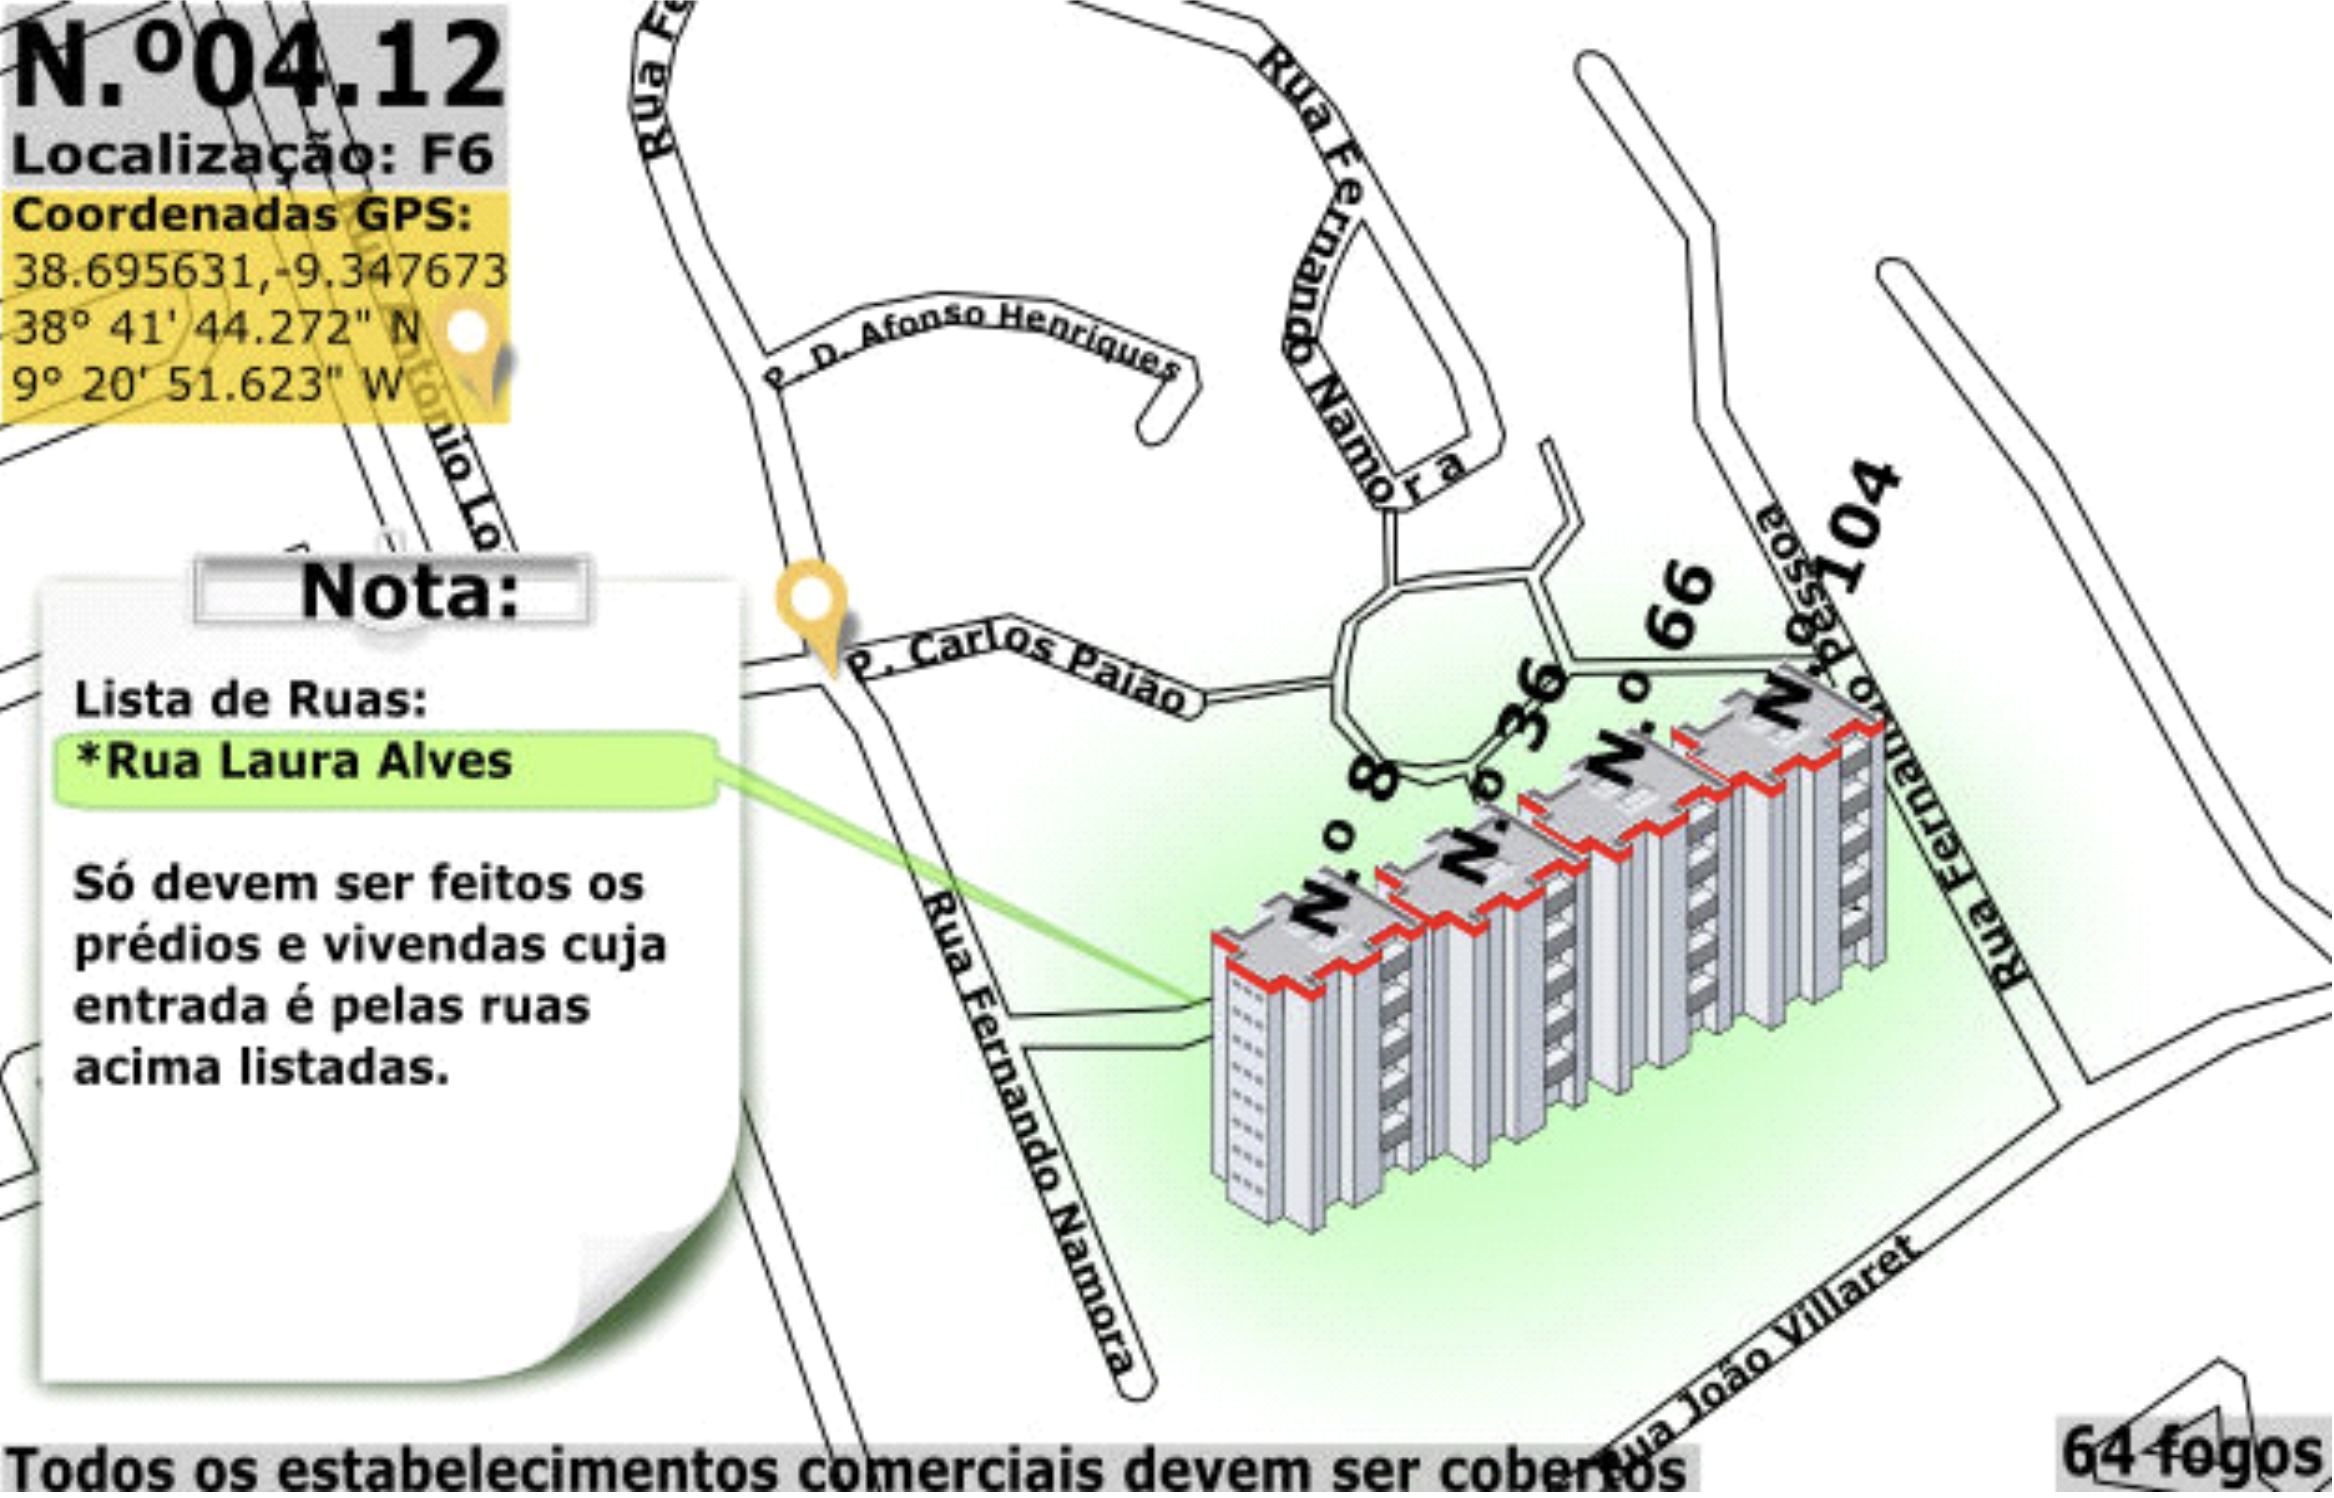 N.º04.12
Localização: F6
Coordenadas GPS:
38.695631,-9.347673
38° 41' 44.272" N
9° 20' 51.623" W
Nota:
Lista de Ruas:
*Rua Laura Alves
Só devem ser feitos os
prédios e vivendas cuja
entrada é pelas ruas
acima listadas.
Rua Fe
Rua Fernando Namora
P. D. Afonso Henriques
P. Carlos Paião
Rua António Lo
Rua Fernando Namora
Rua Fernando Pessoa
N.º 8
N.º 36
N.º 66
N.º 104
Rua João Villaret
Todos os estabelecimentos comerciais devem ser cobertos
64 fogos